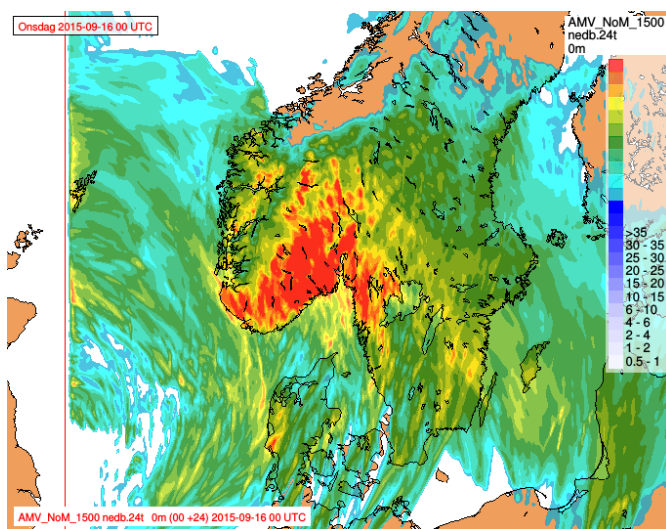 Onsdag 2015-09-16 00 UTC
AMV_NoM_1500
nedb.24t
0m
>35
30 - 35
25 - 30
20 - 25
15 - 20
10 - 15
6 - 10
4 - 6
2 - 4
1 - 2
0.5 - 1
AMV_NoM_1500 nedb.24t 0m (00 +24) 2015-09-16 00 UTC